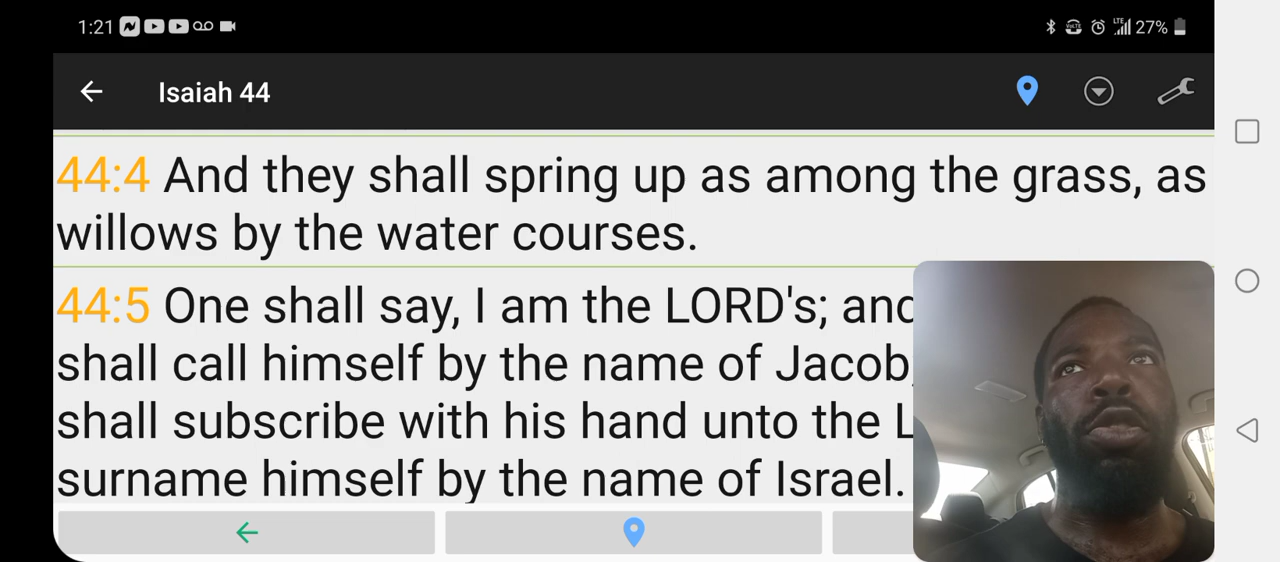 1:21 VoLTE LTE 27%
Isaiah 44
44:4 And they shall spring up as among the grass, as
willows by the water courses.
44:5 One shall say, I am the LORD's; and
shall call himself by the name of Jacob;
shall subscribe with his hand unto the
surname himself by the name of Israel.